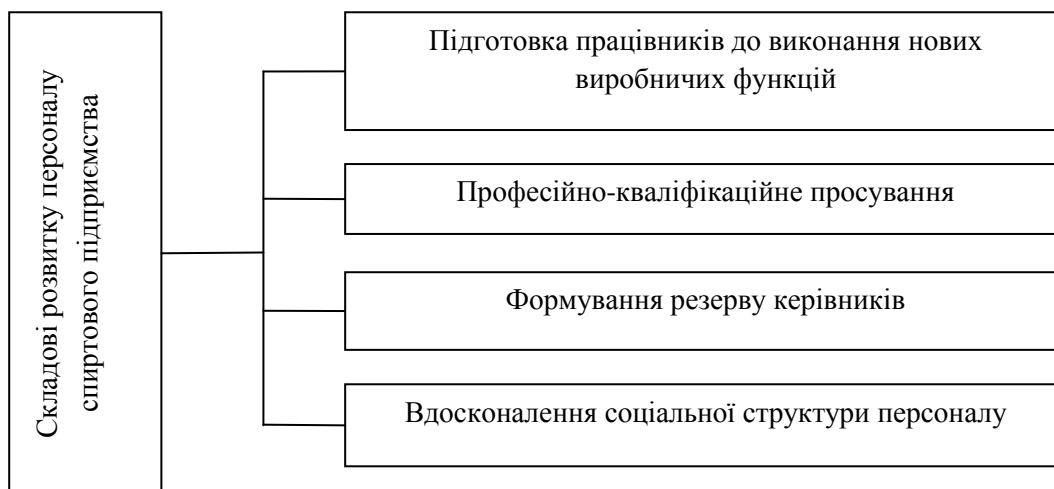 Складові розвитку персоналу
спиртового підприємства
Підготовка працівників до виконання нових
виробничих функцій
Професійно-кваліфікаційне просування
Формування резерву керівників
Вдосконалення соціальної структури персоналу